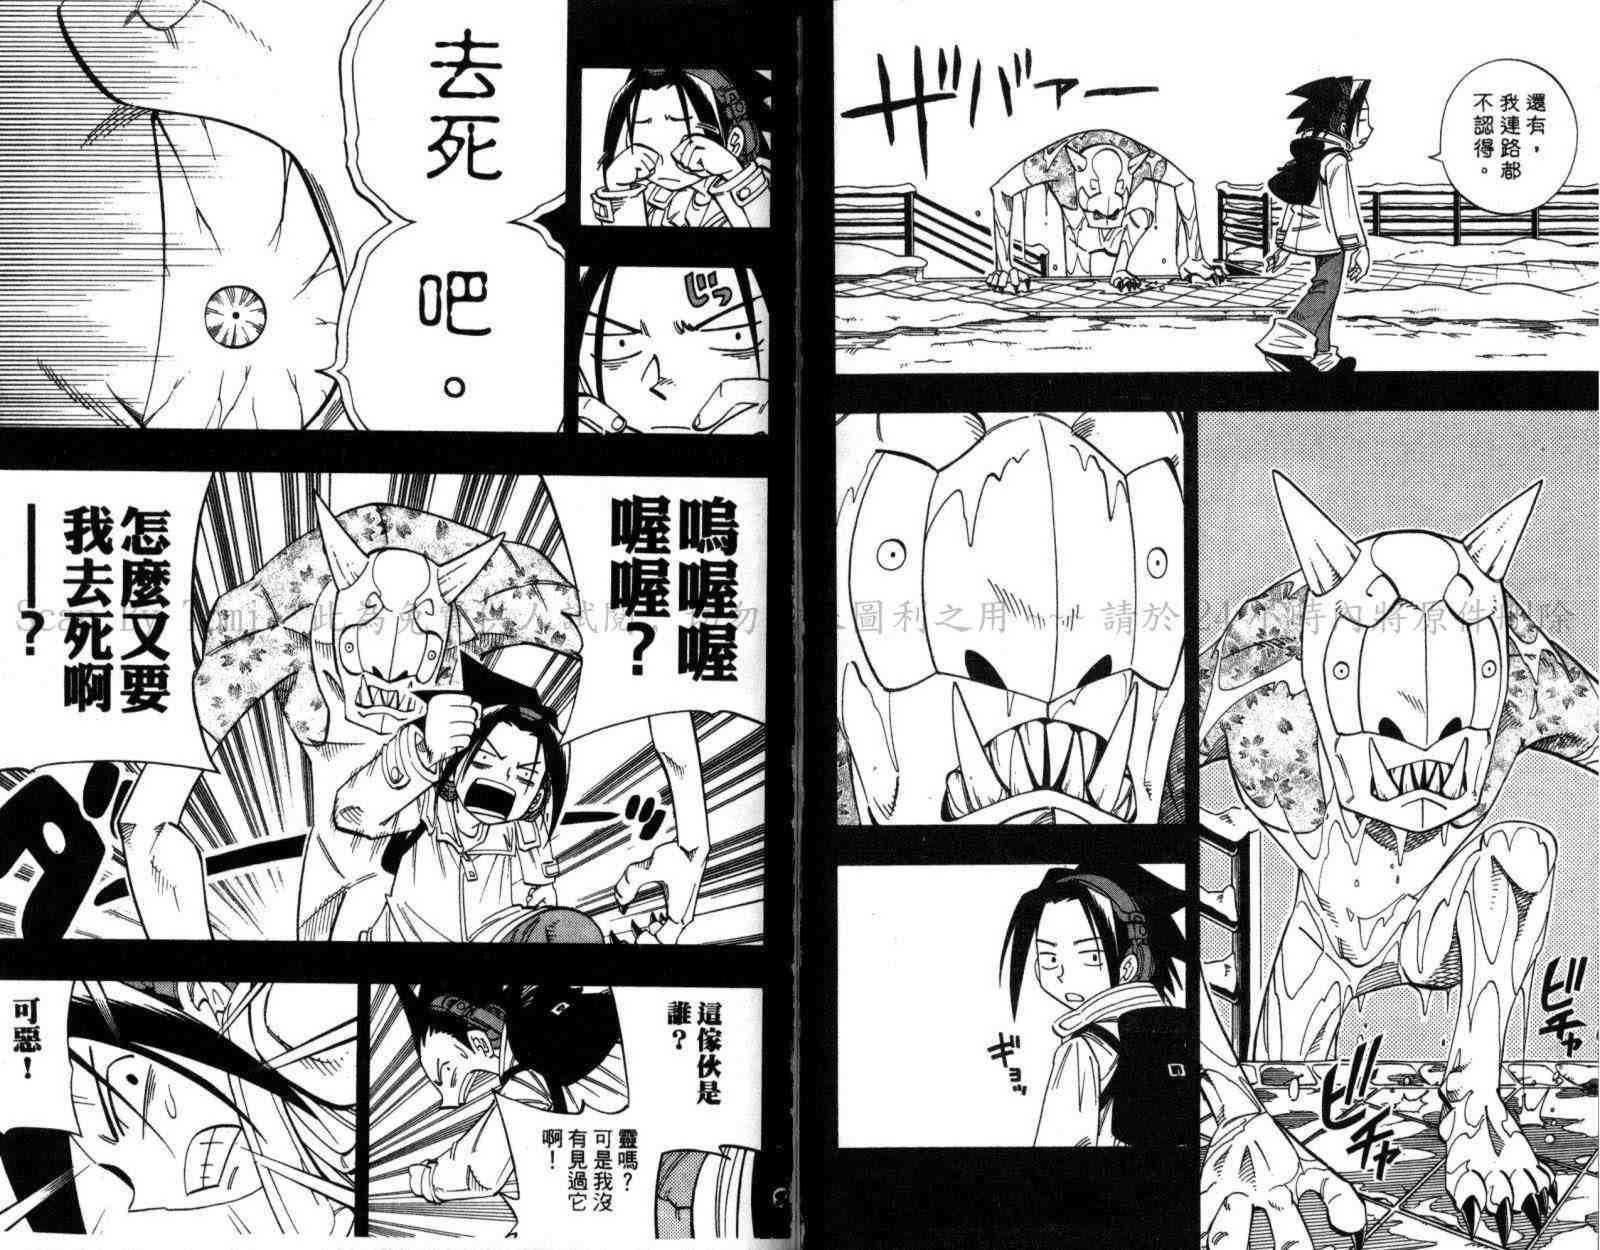 還有，
我連路都
不認得。
ザバァー
ビチャ
ビチャ
ギョッ
じっ
去死
吧。
嗚喔喔
喔喔喔？
怎麼又要
我去死啊
——？
這傢伙是
誰？
靈嗎？
可是我沒
有見過它
啊！
可惡！